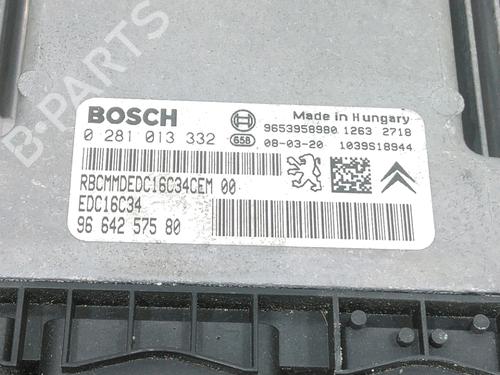 BOSCH
0 281 013 332
658
Made in Hungary
9653958980 1263 2718
08-03-20 1039S18944
RBCMMDEDC16C34CEM 00
EDC16C34
96 642 575 80
B-PARTS